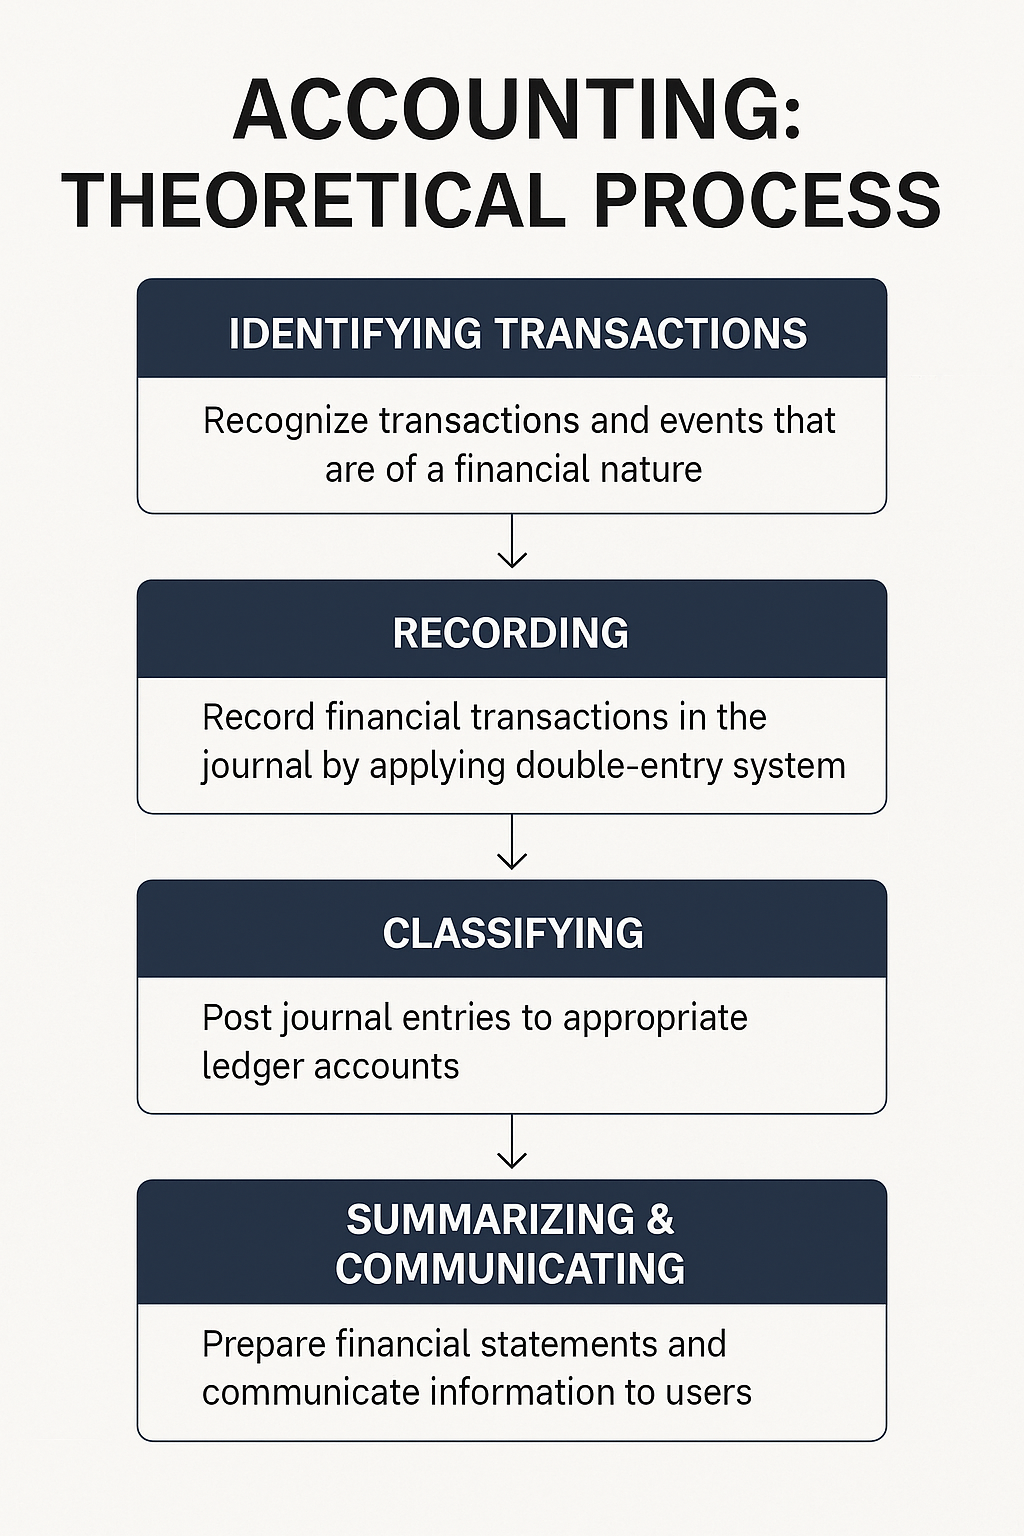 ACCOUNTING:
THEORETICAL PROCESS
IDENTIFYING TRANSACTIONS
Recognize transactions and events that
are of a financial nature
RECORDING
Record financial transactions in the
journal by applying double-entry system
CLASSIFYING
Post journal entries to appropriate
ledger accounts
SUMMARIZING &
COMMUNICATING
Prepare financial statements and
communicate information to users